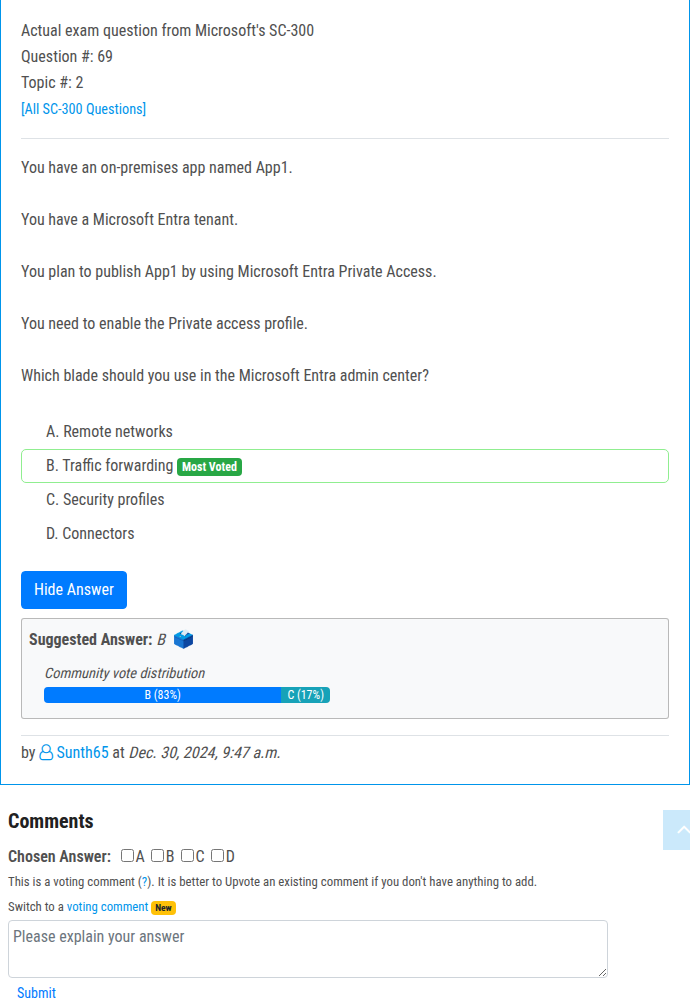 Actual exam question from Microsoft's SC-300
Question #: 69
Topic #: 2
[All SC-300 Questions]
You have an on-premises app named App1.
You have a Microsoft Entra tenant.
You plan to publish App1 by using Microsoft Entra Private Access.
You need to enable the Private access profile.
Which blade should you use in the Microsoft Entra admin center?
A. Remote networks
B. Traffic forwarding Most Voted
C. Security profiles
D. Connectors
Hide Answer
Suggested Answer: B
Community vote distribution
B (83%) C (17%)
by Sunth65 at Dec. 30, 2024, 9:47 a.m.
Comments
Chosen Answer: A B C D
This is a voting comment (?). It is better to Upvote an existing comment if you don't have anything to add.
Switch to a voting comment New
Please explain your answer
Submit